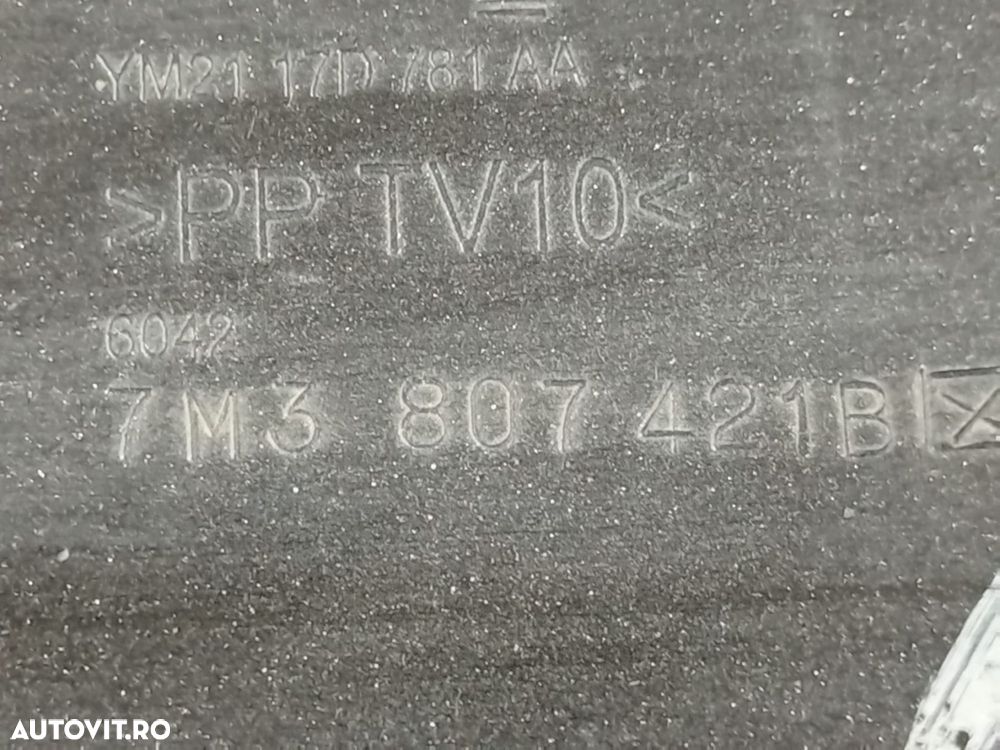 YM21 17D 781 AA
>PP TV10<
6042
7M3 807 421B
AUTOVIT.RO